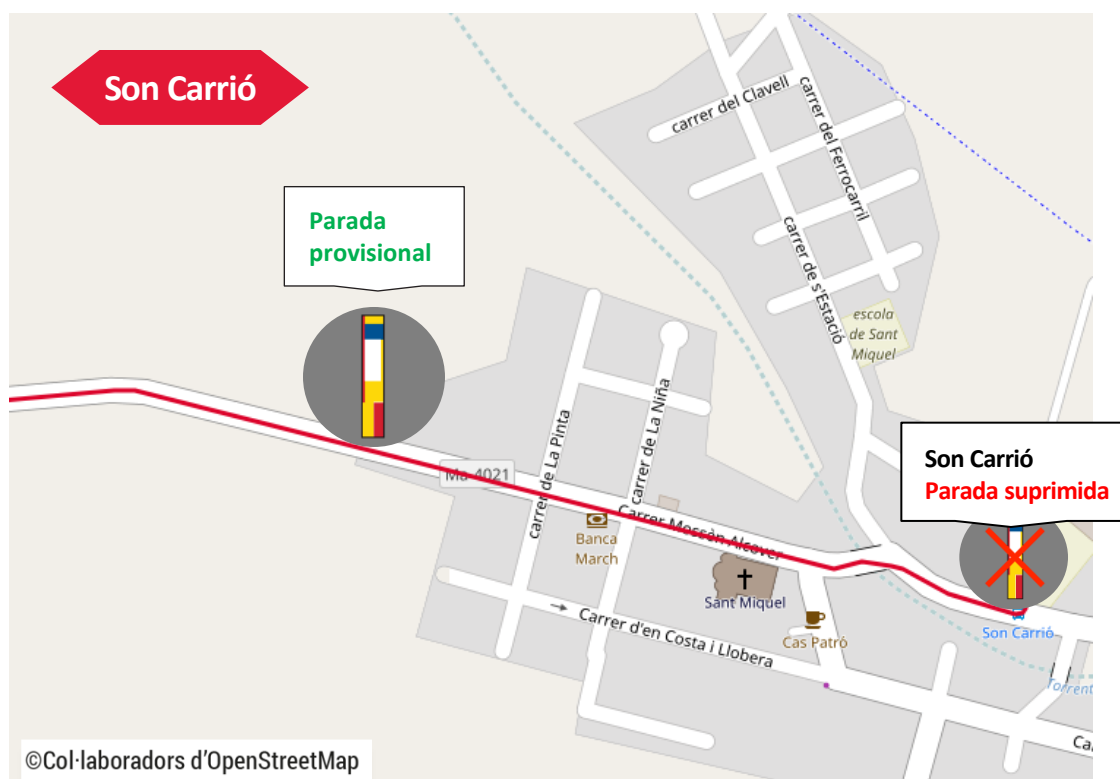 Son Carrió
carrer del Clavell
carrer del Ferrocarril
Parada
provisional
carrer de s'Estació
escola
de Sant
Miquel
carrer de La Pinta
carrer de La Niña
Son Carrió
Parada suprimida
Ma-4021
Carrer Mossèn Alcover
Banca
March
Sant Miquel
Carrer d'en Costa i Llobera
Cas Patró
Son Carrió
Torrent
Ca
©Col·laboradors d'OpenStreetMap